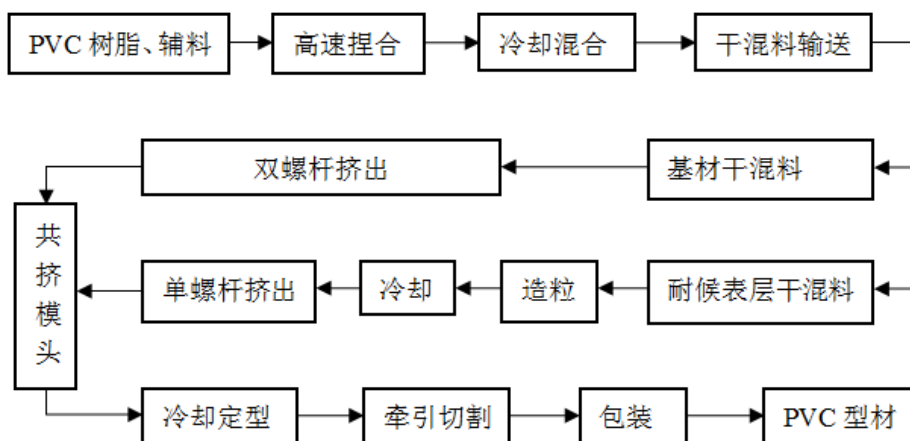 PVC 树脂、辅料
高速捏合
冷却混合
干混料输送
双螺杆挤出
基材干混料
共挤模头
单螺杆挤出
冷却
造粒
耐候表层干混料
冷却定型
牵引切割
包装
PVC 型材